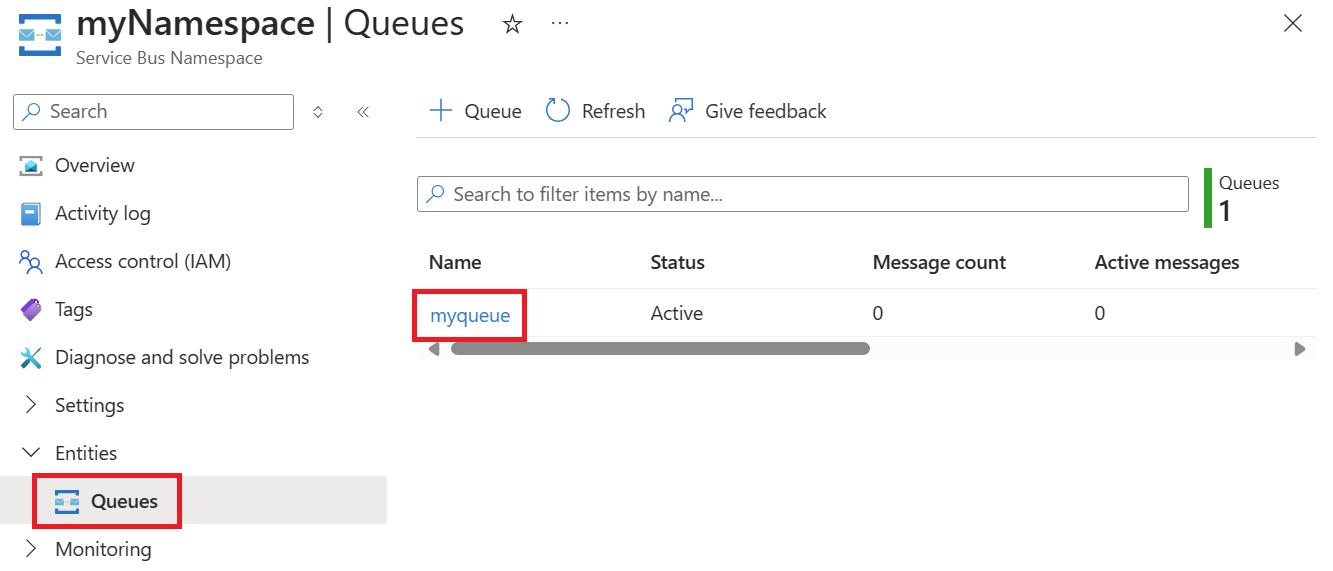 myNamespace | Queues
Service Bus Namespace
Search
Overview
Activity log
Access control (IAM)
Tags
Diagnose and solve problems
Settings
Entities
Queues
Monitoring
Queue Refresh Give feedback
Search to filter items by name...
Queues
1
Name Status Message count Active messages
myqueue Active 0 0